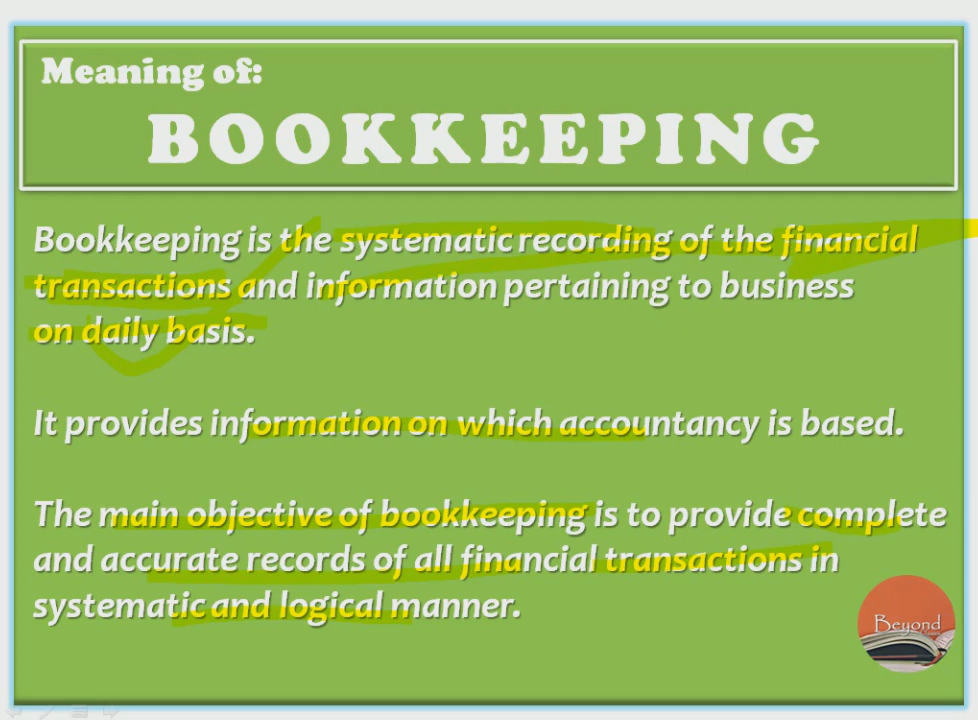 Meaning of:
BOOKKEEPING
Bookkeeping is the systematic recording of the financial
transactions and information pertaining to business
on daily basis.
It provides information on which accountancy is based.
The main objective of bookkeeping is to provide complete
and accurate records of all financial transactions in
systematic and logical manner.
Beyond